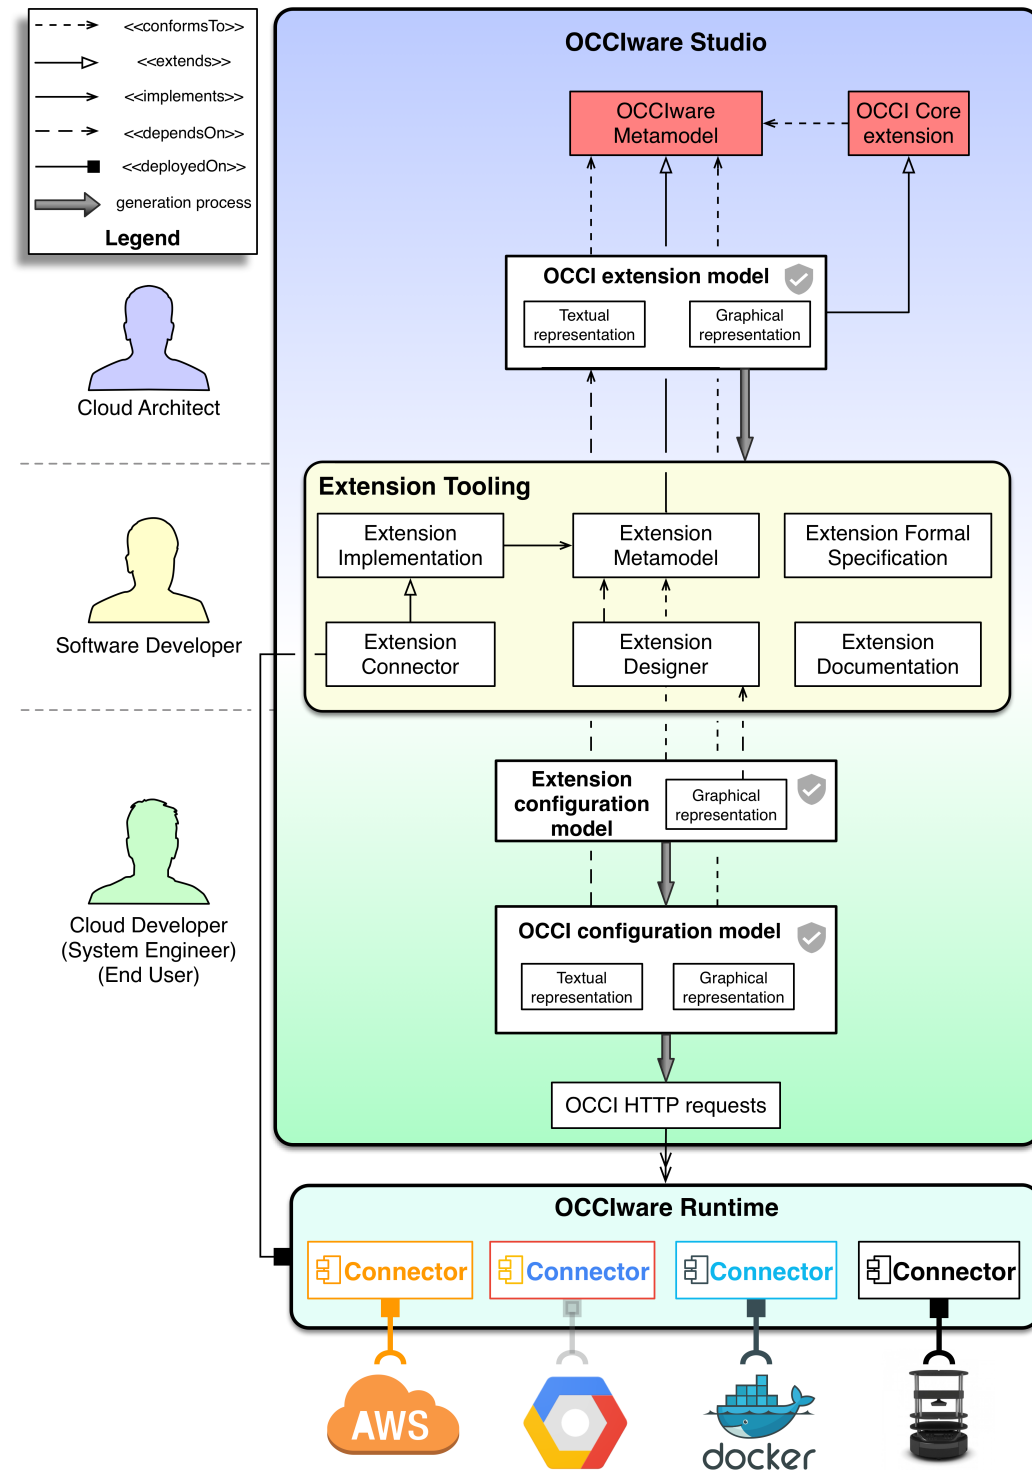 <<conformsTo>>
<<extends>>
<<implements>>
<<dependsOn>>
<<deployedOn>>
generation process
Legend
OCCIware Studio
OCCIware
Metamodel
OCCI Core
extension
OCCI extension model
Textual
representation
Graphical
representation
Cloud Architect
Extension Tooling
Extension
Implementation
Extension
Metamodel
Extension Formal
Specification
Extension
Connector
Extension
Designer
Extension
Documentation
Software Developer
Extension
configuration
model
Graphical
representation
OCCI configuration model
Textual
representation
Graphical
representation
Cloud Developer
(System Engineer)
(End User)
OCCI HTTP requests
OCCIware Runtime
Connector
Connector
Connector
Connector
AWS
docker